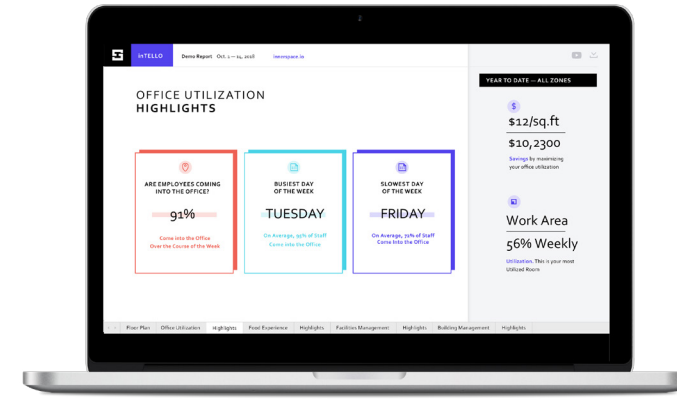 inTELLO
Demo Report Oct. 1 — 14, 2018
innerspace.io
OFFICE UTILIZATION
HIGHLIGHTS
ARE EMPLOYEES COMING
INTO THE OFFICE?
91%
Come into the Office
Over the Course of the Week
BUSIEST DAY
OF THE WEEK
TUESDAY
On Average, 95% of Staff
Come into the Office
SLOWEST DAY
OF THE WEEK
FRIDAY
On Average, 72% of Staff
Come Into the Office
YEAR TO DATE — ALL ZONES
$
$12/sq.ft
$10,2300
Savings by maximizing
your office utilization
Work Area
56% Weekly
Utilization. This is your most
Utilized Room
Floor Plan Office Utilization Highlights Food Experience Highlights Facilities Management Highlights Building Management Highlights